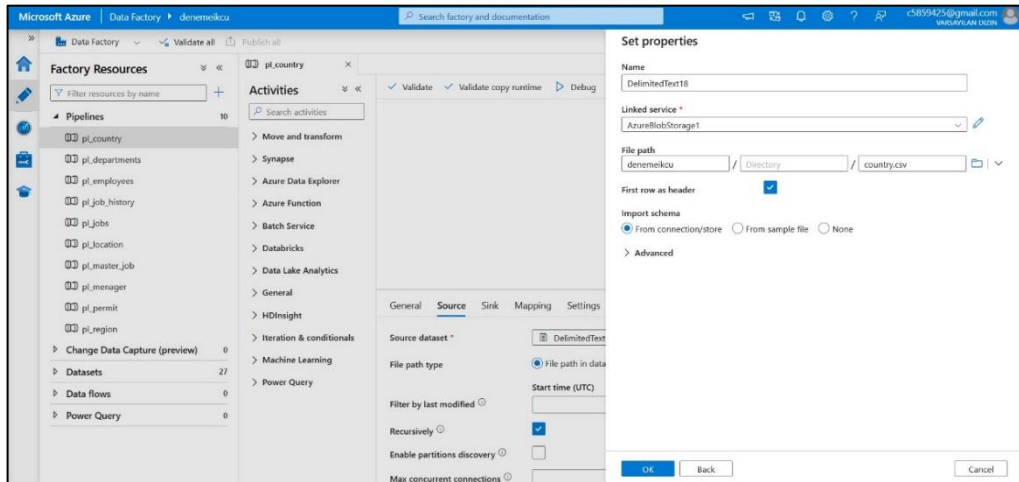 Microsoft Azure | Data Factory ▸ denemeikcu
Search factory and documentation
c5859425@gmail.com
VARSAYILAN DIZIN
Data Factory
Validate all
Publish all
Factory Resources
Filter resources by name
Pipelines 10
pl_country
pl_departments
pl_employees
pl_job_history
pl_jobs
pl_location
pl_master_job
pl_menager
pl_permit
pl_region
Change Data Capture (preview) 0
Datasets 27
Data flows 0
Power Query 0
pl_country
Activities
Search activities
Move and transform
Synapse
Azure Data Explorer
Azure Function
Batch Service
Databricks
Data Lake Analytics
General
HDInsight
Iteration & conditionals
Machine Learning
Power Query
Validate Validate copy runtime Debug
General Source Sink Mapping Settings
Source dataset * DelimitedText
File path type File path in data
Start time (UTC)
Filter by last modified
Recursively
Enable partitions discovery
Max concurrent connections
Set properties
Name
DelimitedText18
Linked service *
AzureBlobStorage1
File path
denemeikcu / Directory / country.csv
First row as header
Import schema
From connection/store From sample file None
Advanced
OK Back Cancel